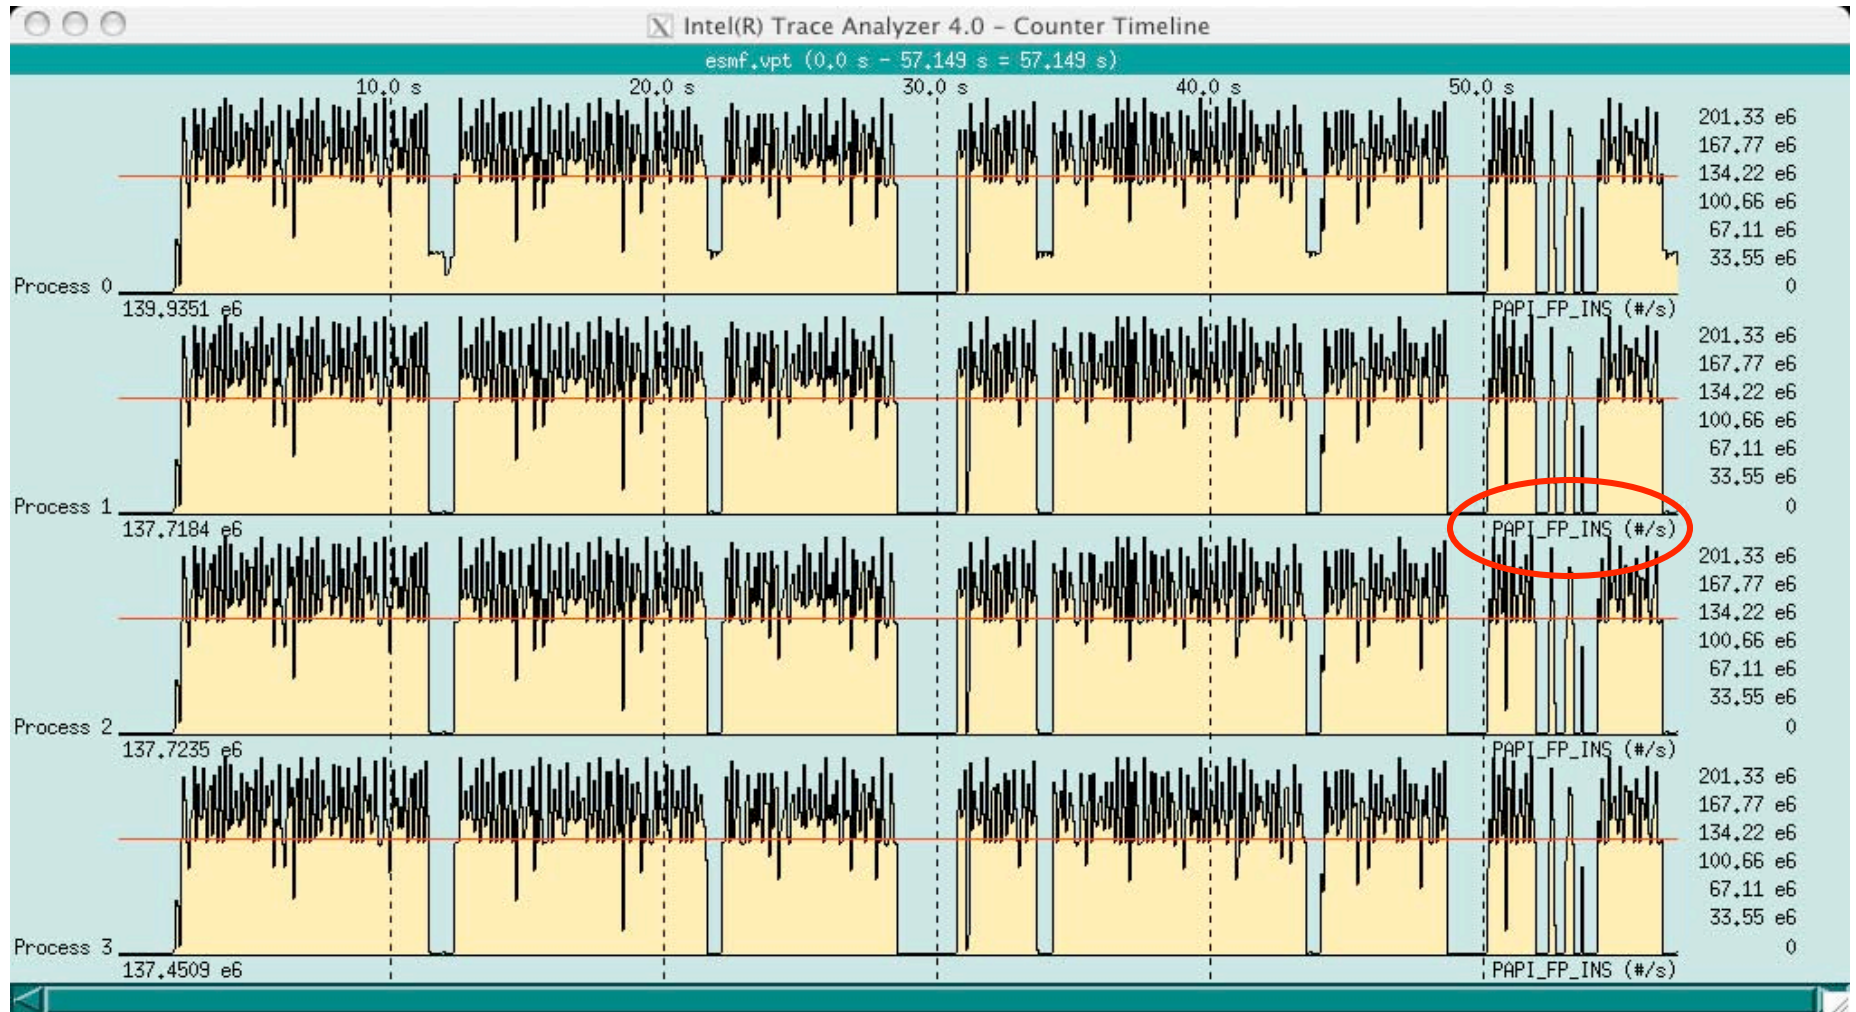 Intel(R) Trace Analyzer 4.0 – Counter Timeline
esmf.vpt (0.0 s - 57.149 s = 57.149 s)
10.0 s 20.0 s 30.0 s 40.0 s 50.0 s
201.33 e6
167.77 e6
134.22 e6
100.66 e6
67.11 e6
33.55 e6
Process 0 0
139.9351 e6 PAPI_FP_INS (#/s)
201.33 e6
167.77 e6
134.22 e6
100.66 e6
67.11 e6
33.55 e6
Process 1 0
137.7184 e6 PAPI_FP_INS (#/s)
201.33 e6
167.77 e6
134.22 e6
100.66 e6
67.11 e6
33.55 e6
Process 2 0
137.7235 e6 PAPI_FP_INS (#/s)
201.33 e6
167.77 e6
134.22 e6
100.66 e6
67.11 e6
33.55 e6
Process 3 0
137.4509 e6 PAPI_FP_INS (#/s)